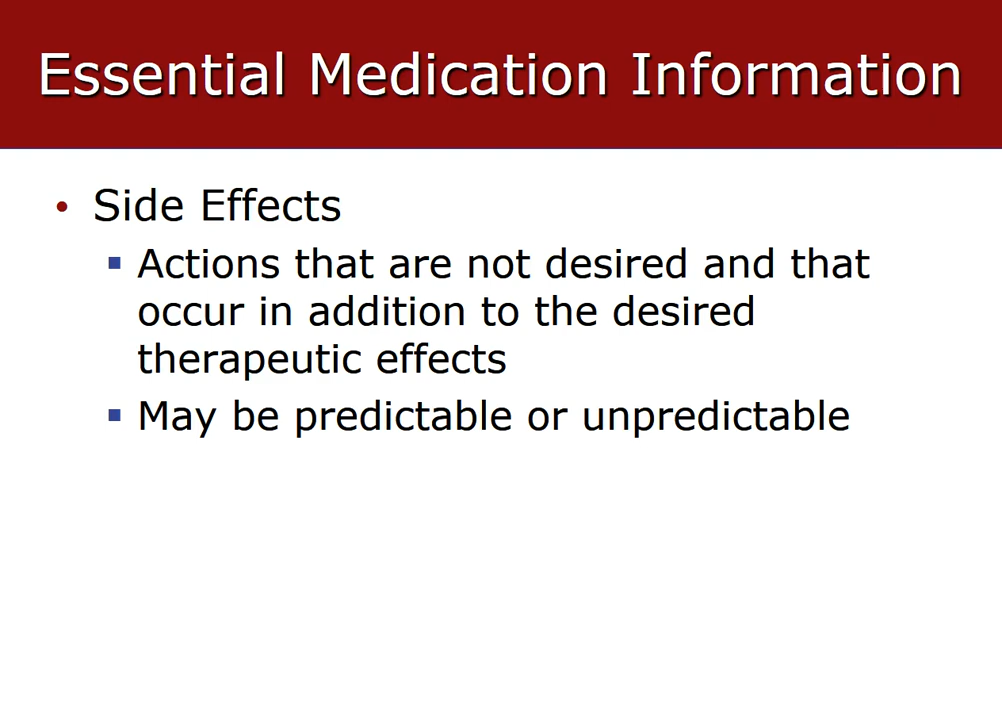 Essential Medication Information
• Side Effects
▪ Actions that are not desired and that
occur in addition to the desired
therapeutic effects
▪ May be predictable or unpredictable